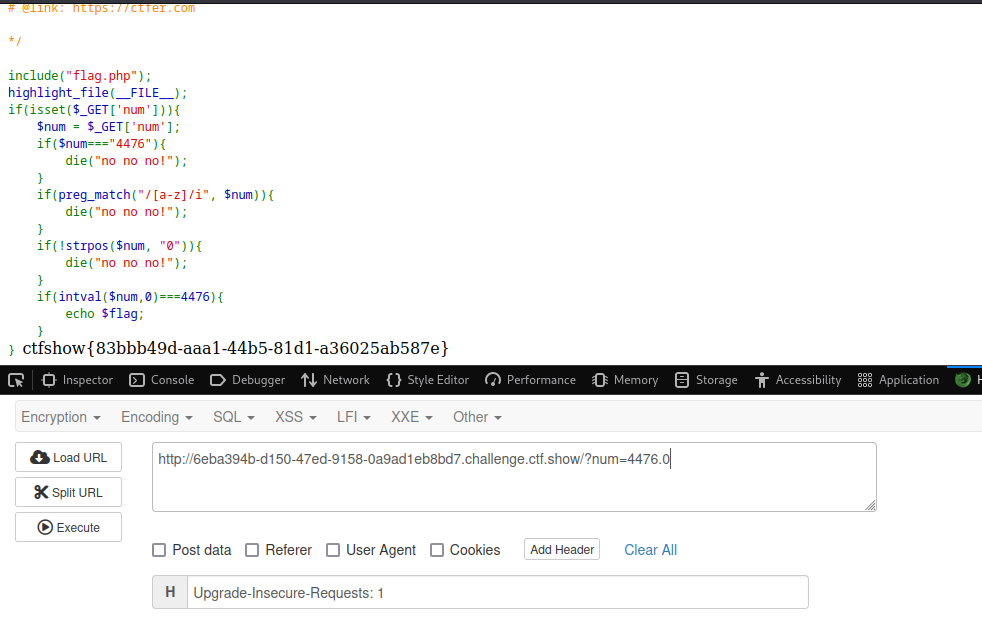 # @link: https://ctfer.com
*/
include("flag.php");
highlight_file(__FILE__);
if(isset($_GET['num'])){
    $num = $_GET['num'];
    if($num==="4476"){
        die("no no no!");
    }
    if(preg_match("/[a-z]/i", $num)){
        die("no no no!");
    }
    if(!strpos($num, "0")){
        die("no no no!");
    }
    if(intval($num,0)===4476){
        echo $flag;
    }
} ctfshow{83bbb49d-aaa1-44b5-81d1-a36025ab587e}
Inspector Console Debugger Network Style Editor Performance Memory Storage Accessibility Application H
Encryption Encoding SQL XSS LFI XXE Other
Load URL http://6eba394b-d150-47ed-9158-0a9ad1eb8bd7.challenge.ctf.show/?num=4476.0
Split URL
Execute
Post data Referer User Agent Cookies Add Header Clear All
H Upgrade-Insecure-Requests: 1